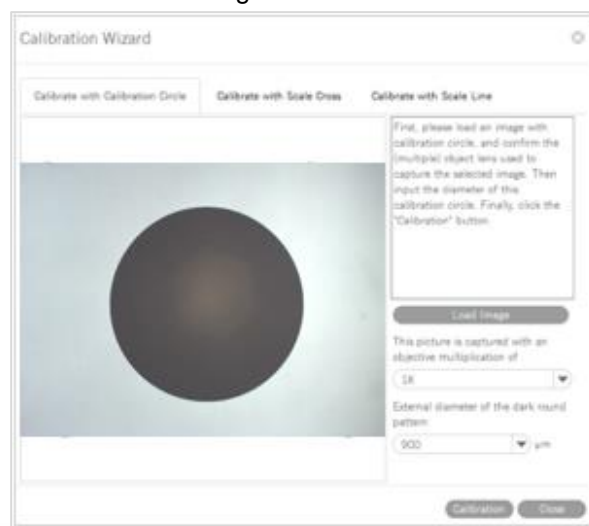 Calibration Wizard
Calibrate with Calibration Circle
Calibrate with Scale Cross
Calibrate with Scale Line
First, please load an image with
calibration circle, and confirm the
(multiple) object lens used to
capture the selected image. Then
input the diameter of this
calibration circle. Finally, click the
"Calibration" button
Load Image
This picture is captured with an
objective multiplication of
External diameter of the dark round
pattern
900
μm
Calibration
Close